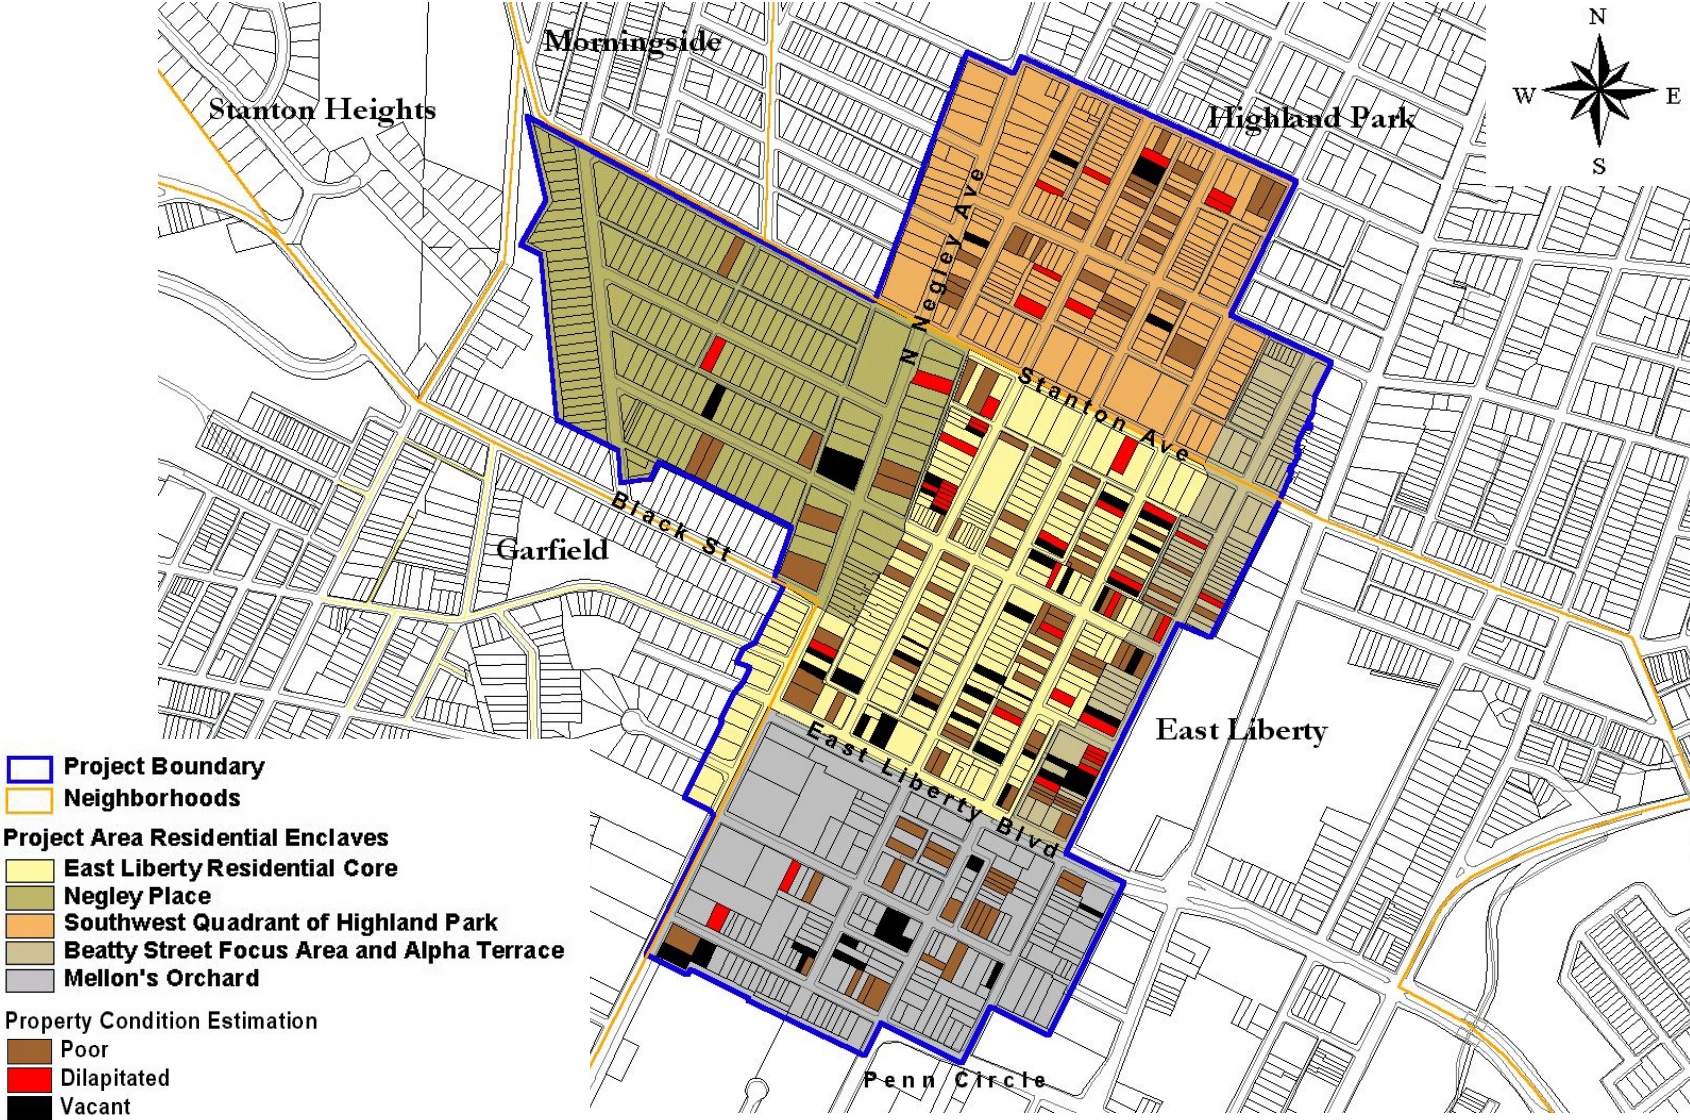 Morningside
Stanton Heights
Highland Park
N
W
E
S
N Negley Ave
Stanton Ave
Black St
Garfield
East Liberty
East Liberty Blvd
Penn Circle
Project Boundary
Neighborhoods
Project Area Residential Enclaves
East Liberty Residential Core
Negley Place
Southwest Quadrant of Highland Park
Beatty Street Focus Area and Alpha Terrace
Mellon's Orchard
Property Condition Estimation
Poor
Dilapitated
Vacant